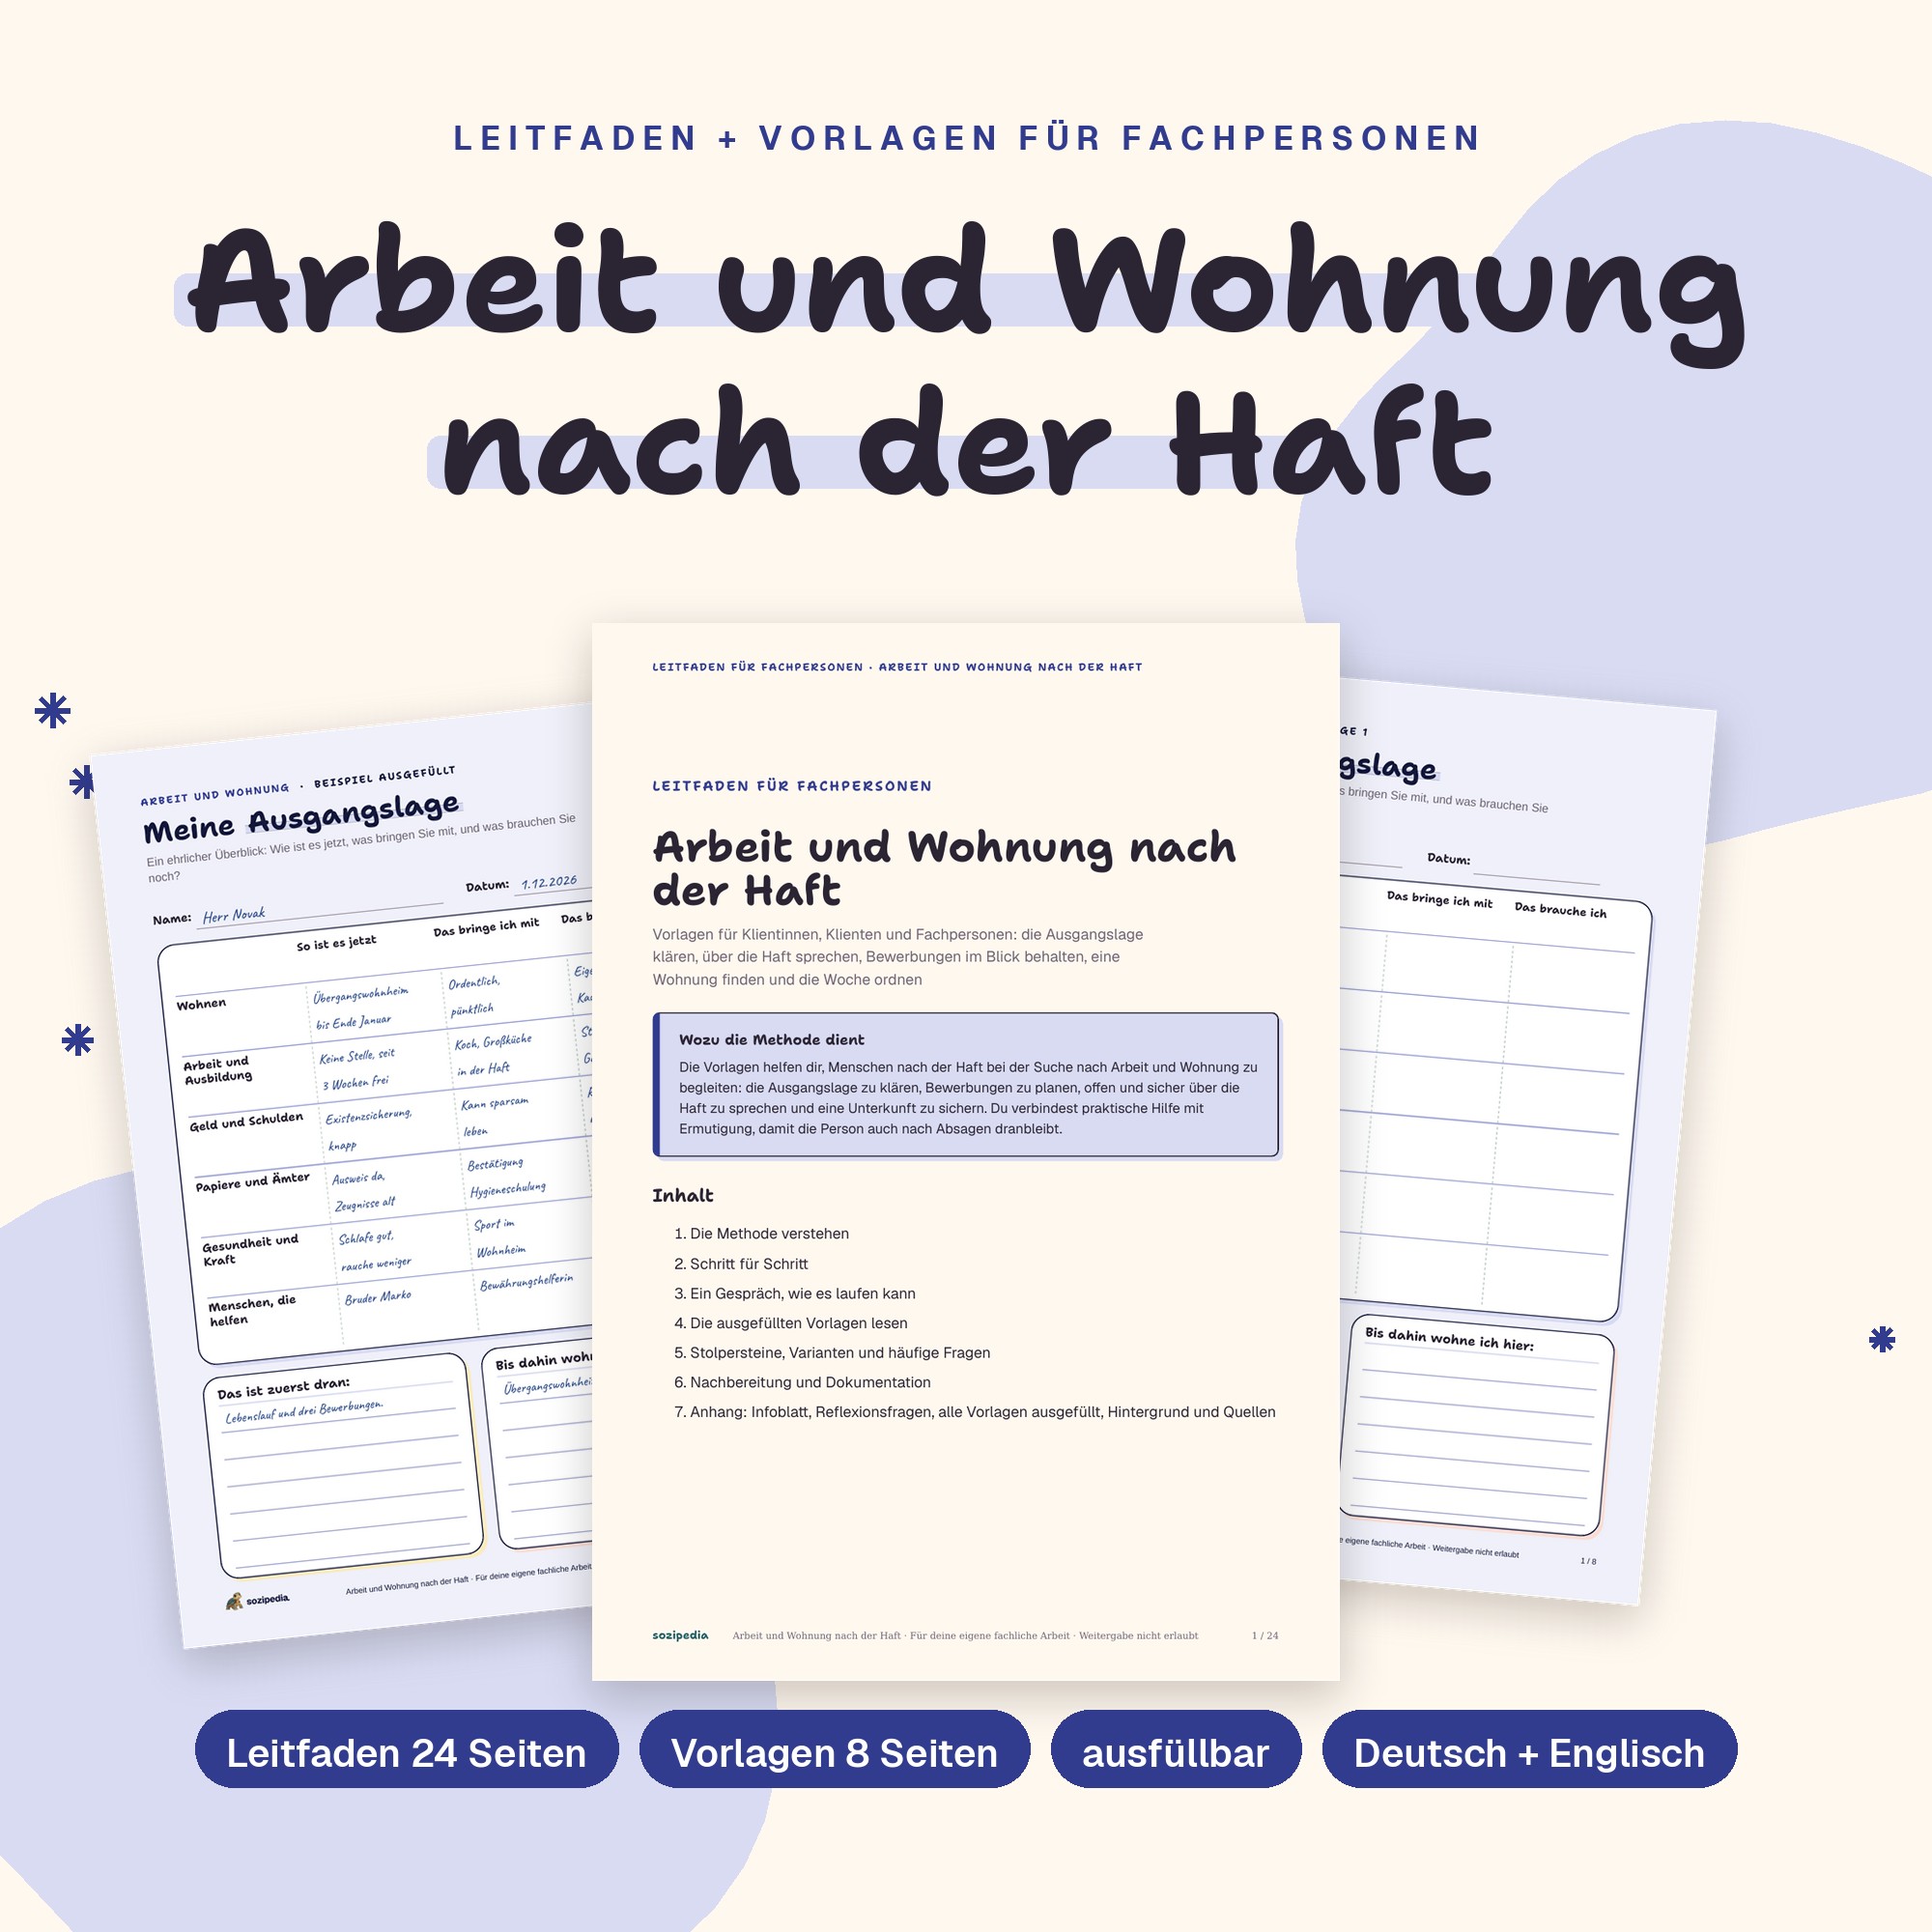 LEITFADEN + VORLAGEN FÜR FACHPERSONEN
Arbeit und Wohnung
nach der Haft
ARBEIT UND WOHNUNG · BEISPIEL AUSGEFÜLLT
Meine Ausgangslage
Ein ehrlicher Überblick: Wie ist es jetzt, was bringen Sie mit, und was brauchen Sie
noch?
Name: Herr Novak Datum: 1.12.2026
So ist es jetzt Das bringe ich mit
Wohnen
Übergangswohnheim
bis Ende Januar
Ordentlich,
pünktlich
Arbeit und
Ausbildung
Keine Stelle, seit
3 Wochen frei
Koch, Großküche
in der Haft
Geld und Schulden
Existenzsicherung,
knapp
Kann sparsam
leben
Papiere und Ämter
Ausweis da,
Zeugnisse alt
Bestätigung
Hygieneschulung
Gesundheit und
Kraft
Schlafe gut,
rauche weniger
Sport im
Wohnheim
Menschen, die
helfen
Bruder Marko
Bewährungshelferin
Das ist zuerst dran:
Lebenslauf und drei Bewerbungen.
Bis dahin
sozipedia
Arbeit und Wohnung nach der Haft · Für deine eigene fachliche Arbeit
LEITFADEN FÜR FACHPERSONEN · ARBEIT UND WOHNUNG NACH DER HAFT
LEITFADEN FÜR FACHPERSONEN
Arbeit und Wohnung nach
der Haft
Vorlagen für Klientinnen, Klienten und Fachpersonen: die Ausgangslage
klären, über die Haft sprechen, Bewerbungen im Blick behalten, eine
Wohnung finden und die Woche ordnen
Wozu die Methode dient
Die Vorlagen helfen dir, Menschen nach der Haft bei der Suche nach Arbeit und Wohnung zu
begleiten: die Ausgangslage zu klären, Bewerbungen zu planen, offen und sicher über die
Haft zu sprechen und eine Unterkunft zu sichern. Du verbindest praktische Hilfe mit
Ermutigung, damit die Person auch nach Absagen dranbleibt.
Inhalt
1. Die Methode verstehen
2. Schritt für Schritt
3. Ein Gespräch, wie es laufen kann
4. Die ausgefüllten Vorlagen lesen
5. Stolpersteine, Varianten und häufige Fragen
6. Nachbereitung und Dokumentation
7. Anhang: Infoblatt, Reflexionsfragen, alle Vorlagen ausgefüllt, Hintergrund und Quellen
sozipedia Arbeit und Wohnung nach der Haft · Für deine eigene fachliche Arbeit · Weitergabe nicht erlaubt 1 / 24
GE 1
gslage
bringen Sie mit, und was brauchen Sie
Datum:
Das bringe ich mit Das brauche ich
Bis dahin wohne ich hier:
eigene fachliche Arbeit · Weitergabe nicht erlaubt 1 / 8
Leitfaden 24 Seiten
Vorlagen 8 Seiten
ausfüllbar
Deutsch + Englisch